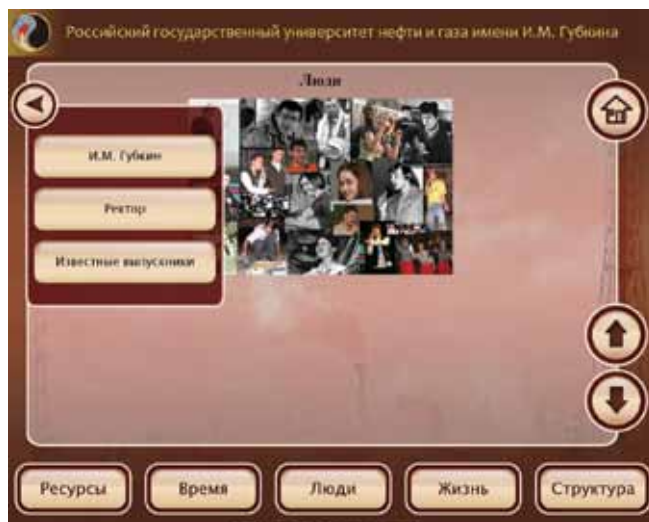 Российский государственный университет нефти и газа имени И.М. Губкина
Люди
И.М. Губкин
Ректор
Известные выпускники
Ресурсы
Время
Люди
Жизнь
Структура